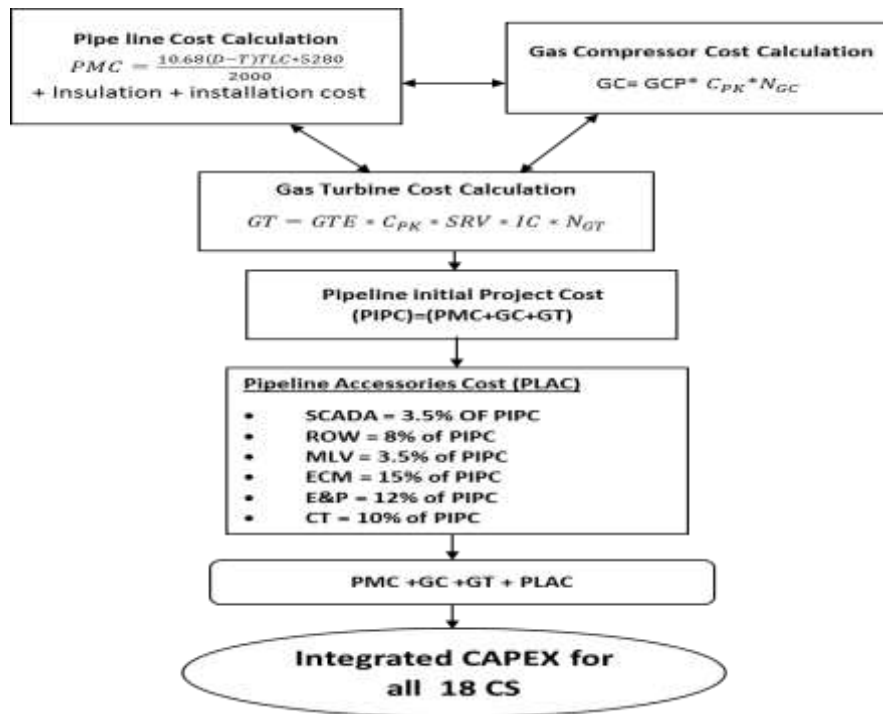 Pipe line Cost Calculation
PMC = 10.68(D−T)TLC∗5280
2000
+ Insulation + installation cost
Gas Compressor Cost Calculation
GC= GCP* C_PK*N_GC
Gas Turbine Cost Calculation
GT = GTE ∗ C_PK ∗ SRV ∗ IC ∗ N_GT
Pipeline initial Project Cost
(PIPC)=(PMC+GC+GT)
Pipeline Accessories Cost (PLAC)
• SCADA = 3.5% OF PIPC
• ROW = 8% of PIPC
• MLV = 3.5% of PIPC
• ECM = 15% of PIPC
• E&P = 12% of PIPC
• CT = 10% of PIPC
PMC +GC +GT + PLAC
Integrated CAPEX for
all 18 CS